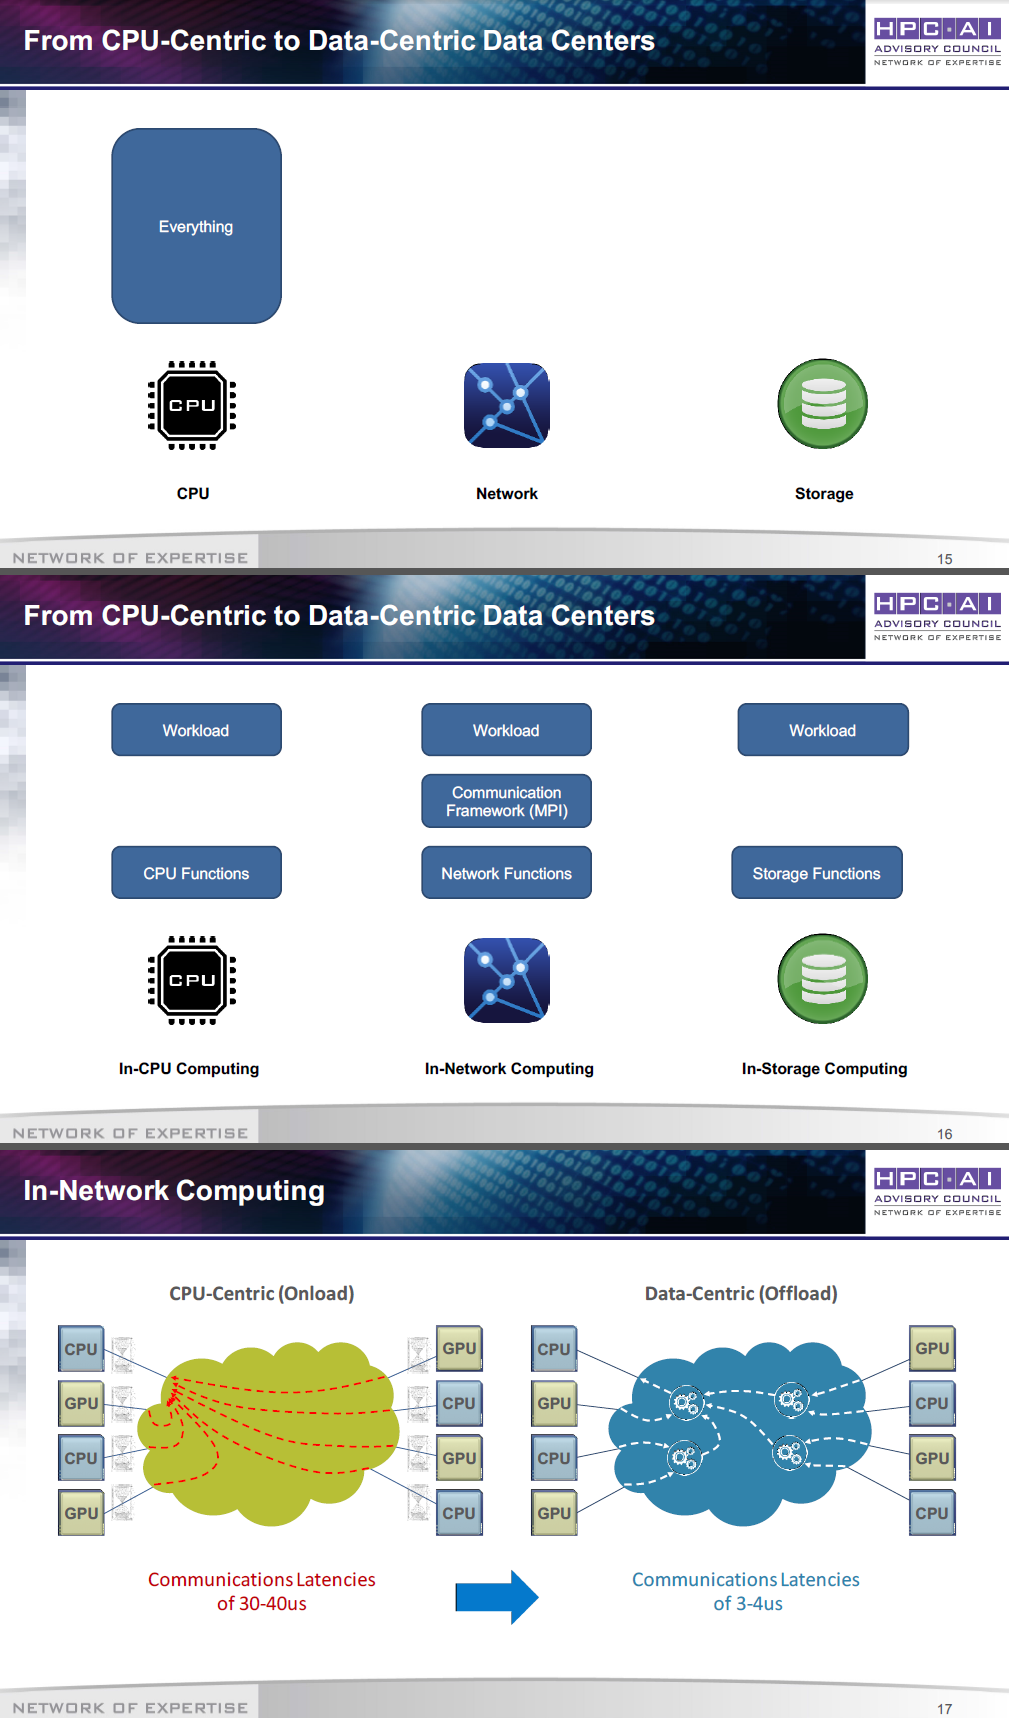 From CPU-Centric to Data-Centric Data Centers
HPC·AI
ADVISORY COUNCIL
NETWORK OF EXPERTISE
Everything
CPU
CPU
Network
Storage
NETWORK OF EXPERTISE
15
From CPU-Centric to Data-Centric Data Centers
HPC·AI
ADVISORY COUNCIL
NETWORK OF EXPERTISE
Workload
Workload
Workload
Communication
Framework (MPI)
CPU Functions
Network Functions
Storage Functions
CPU
In-CPU Computing
In-Network Computing
In-Storage Computing
NETWORK OF EXPERTISE
16
In-Network Computing
HPC·AI
ADVISORY COUNCIL
NETWORK OF EXPERTISE
CPU-Centric (Onload)
CPU
GPU
CPU
GPU
GPU
CPU
GPU
CPU
Communications Latencies
of 30-40us
Data-Centric (Offload)
CPU
GPU
CPU
GPU
GPU
CPU
GPU
CPU
Communications Latencies
of 3-4us
NETWORK OF EXPERTISE
17